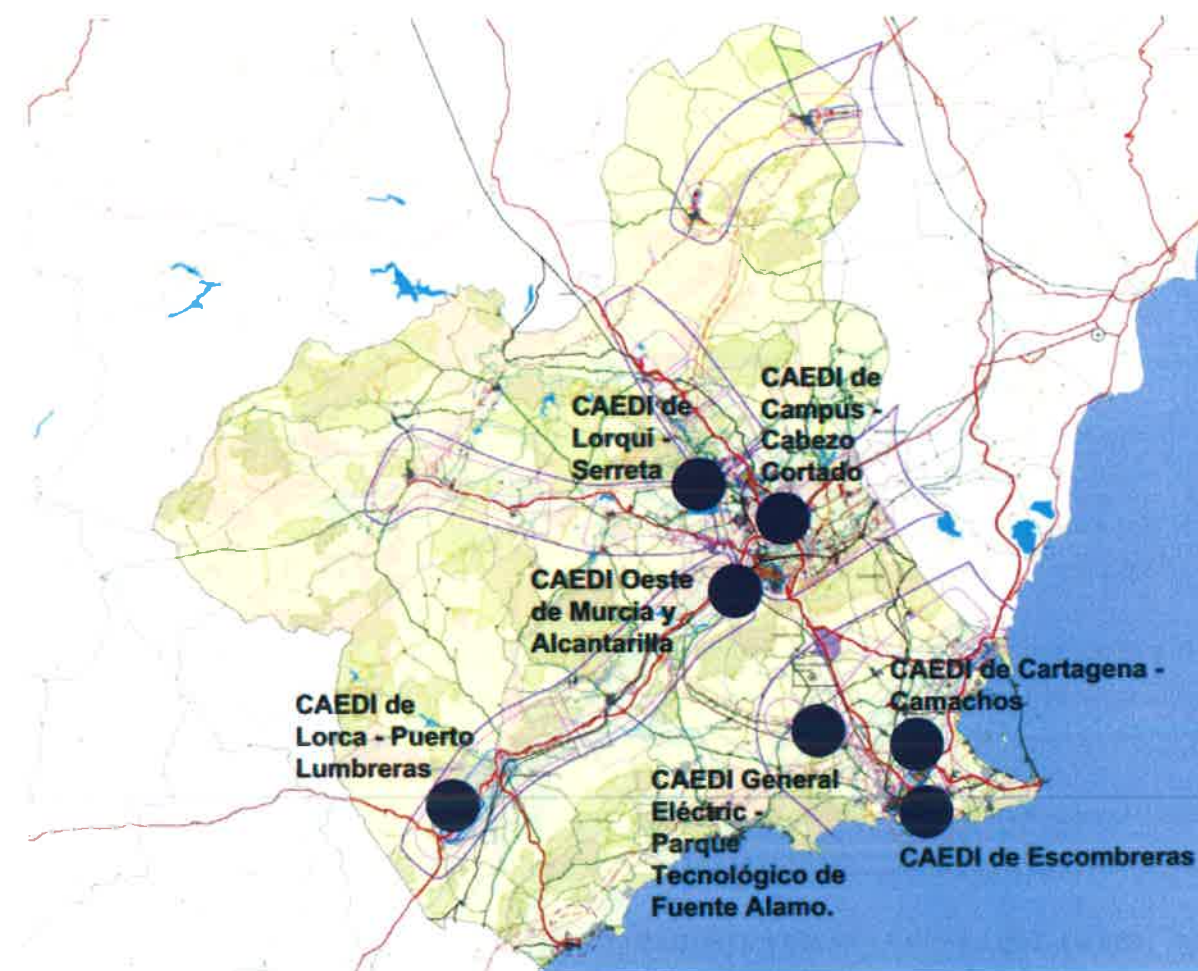 CAEDI de
Campus -
Cabezo
Cortado
CAEDI de
Lorquí -
Serreta
CAEDI Oeste
de Murcia y
Alcantarilla
CAEDI de Cartagena -
Camachos
CAEDI de
Lorca - Puerto
Lumbreras
CAEDI General
Eléctric -
Parque
Tecnológico de
Fuente Alamo.
CAEDI de Escombreras